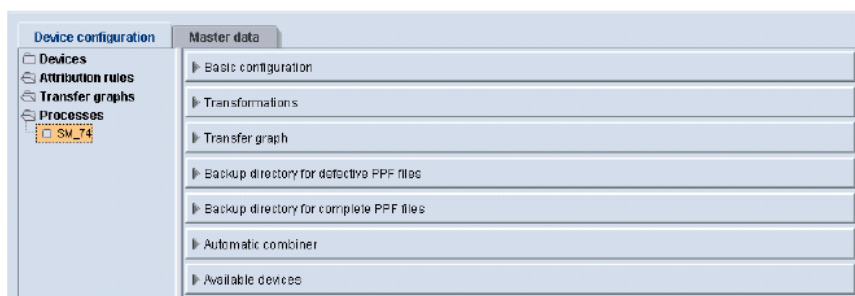 Device configuration
Master data
Devices
Attribution rules
Transfer graphs
Processes
SM_74
Basic configuration
Transformations
Transfer graph
Backup directory for defective PPF files
Backup directory for complete PPF files
Automatic combiner
Available devices